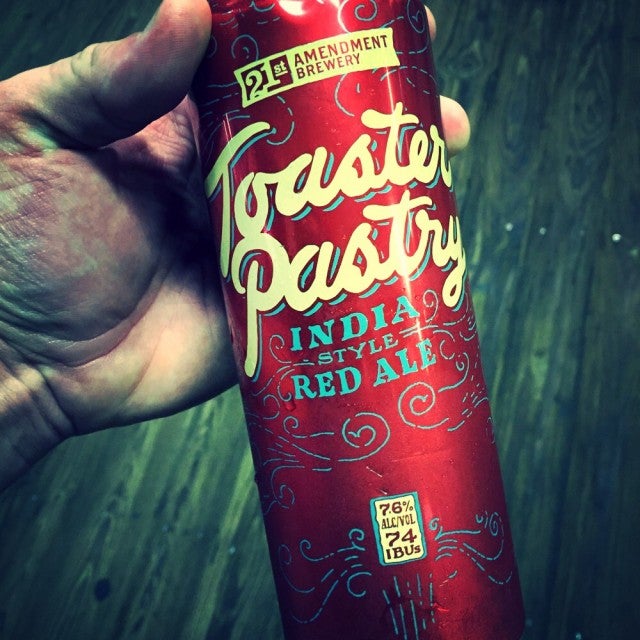 21st AMENDMENT
BREWERY
Toaster
Pastry
INDIA
STYLE
RED ALE
7.6%
ALC/VOL
74
IBUs